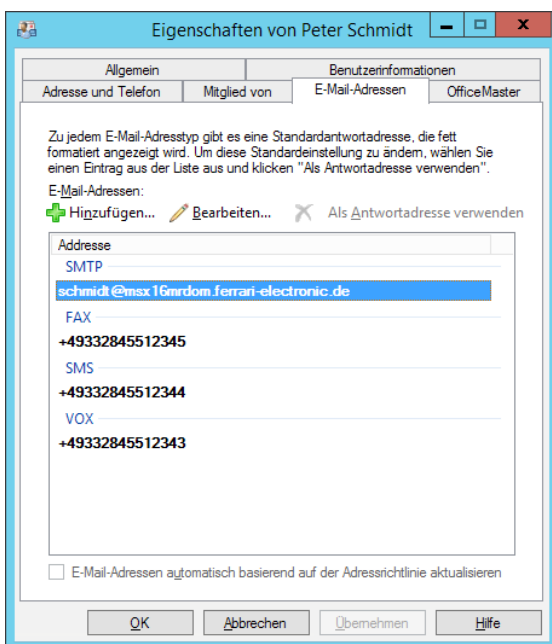 Eigenschaften von Peter Schmidt
Allgemein
Benutzerinformationen
Adresse und Telefon
Mitglied von
E-Mail-Adressen
OfficeMaster
Zu jedem E-Mail-Adresstyp gibt es eine Standardantwortadresse, die fett
formatiert angezeigt wird. Um diese Standardeinstellung zu ändern, wählen Sie
einen Eintrag aus der Liste aus und klicken "Als Antwortadresse verwenden".
E-Mail-Adressen:
Hinzufügen...
Bearbeiten...
Als Antwortadresse verwenden
Addresse
SMTP
schmidt@msx16mrdom.ferrari-electronic.de
FAX
+49332845512345
SMS
+49332845512344
VOX
+49332845512343
E-Mail-Adressen automatisch basierend auf der Adressrichtlinie aktualisieren
OK
Abbrechen
Übernehmen
Hilfe